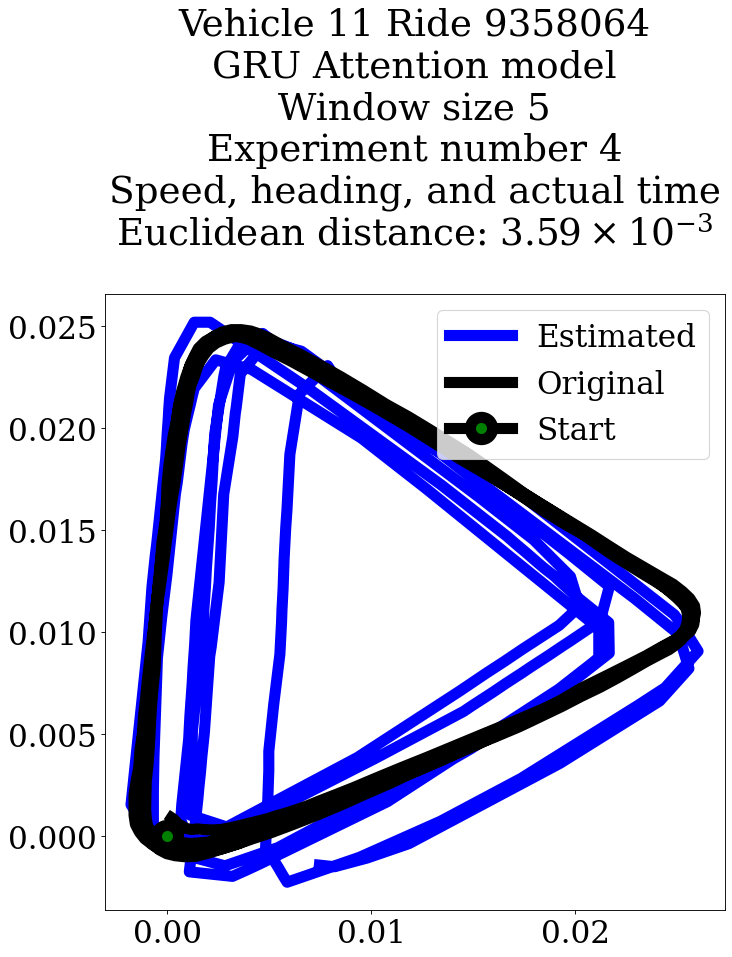 Vehicle 11 Ride 9358064
GRU Attention model
Window size 5
Experiment number 4
Speed, heading, and actual time
Euclidean distance: 3.59 × 10⁻³
Estimated
Original
Start
0.025
0.020
0.015
0.010
0.005
0.000
0.00 0.01 0.02